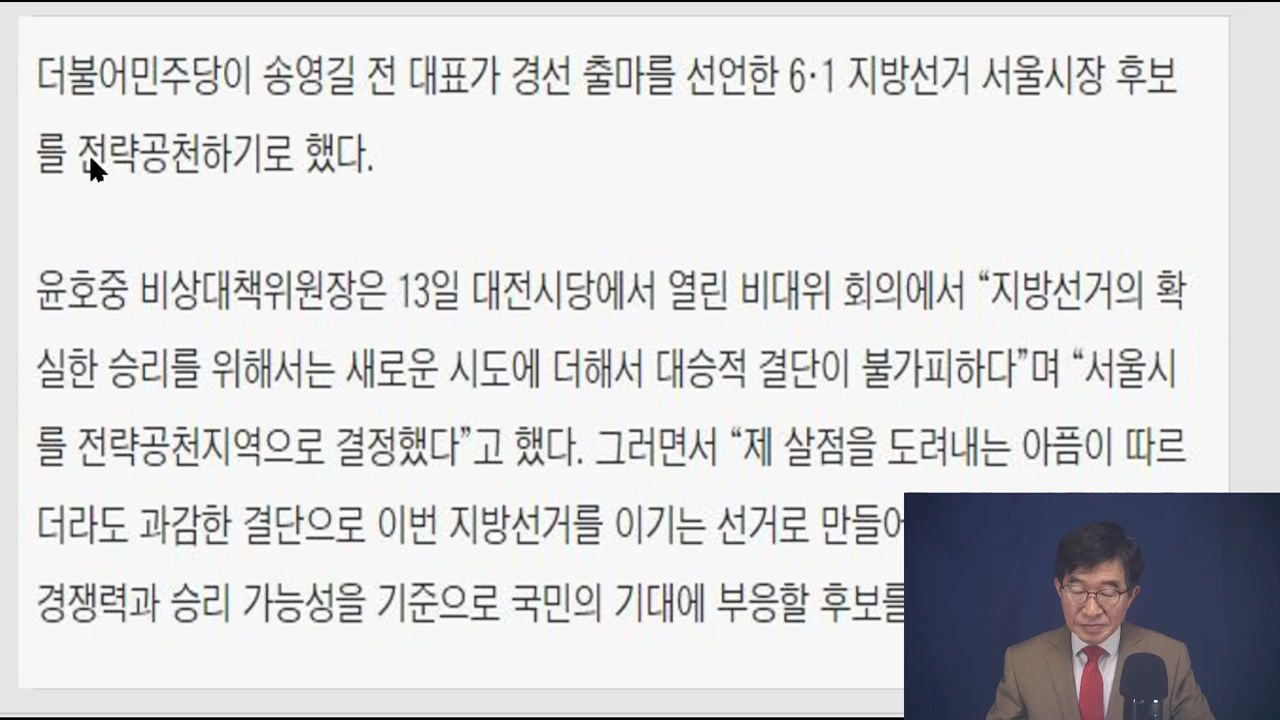 더불어민주당이 송영길 전 대표가 경선 출마를 선언한 6·1 지방선거 서울시장 후보
를 전략공천하기로 했다.
윤호중 비상대책위원장은 13일 대전시당에서 열린 비대위 회의에서 “지방선거의 확
실한 승리를 위해서는 새로운 시도에 더해서 대승적 결단이 불가피하다”며 “서울시
를 전략공천지역으로 결정했다”고 했다. 그러면서 “제 살점을 도려내는 아픔이 따르
더라도 과감한 결단으로 이번 지방선거를 이기는 선거로 만들
경쟁력과 승리 가능성을 기준으로 국민의 기대에 부응할 후보를